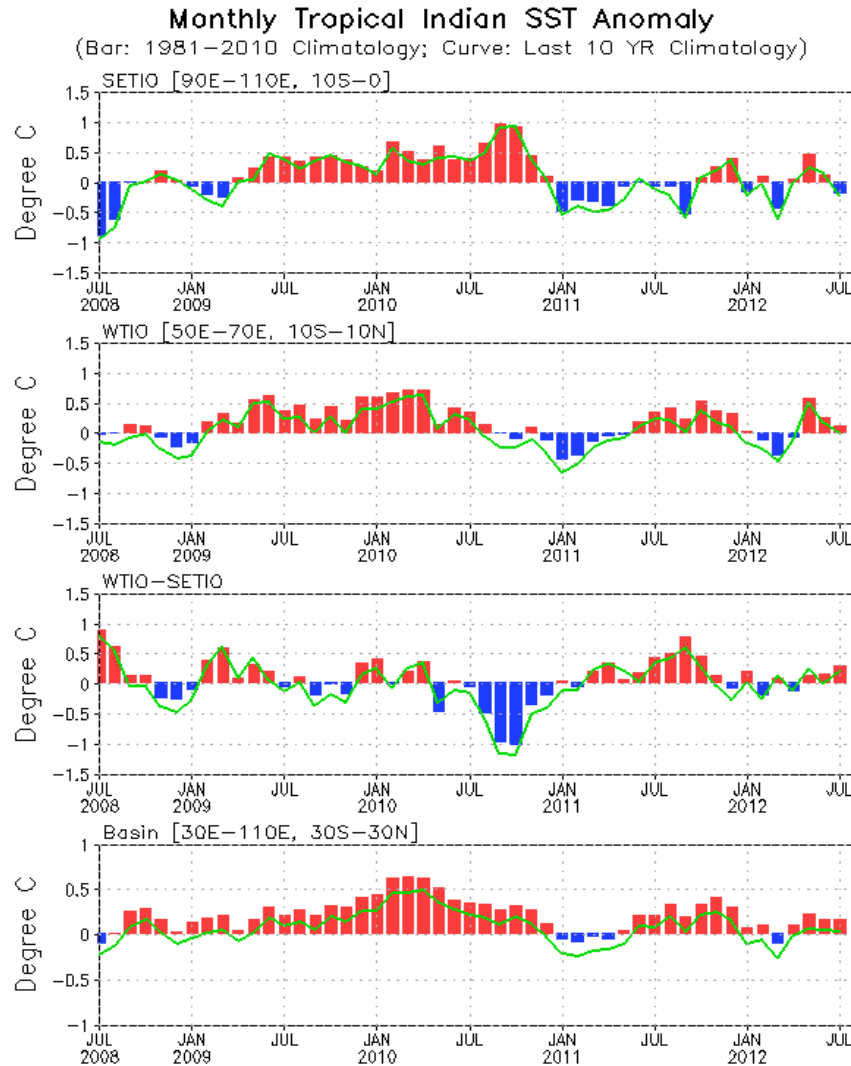 Monthly Tropical Indian SST Anomaly
(Bar: 1981-2010 Climatology; Curve: Last 10 YR Climatology)
SETIO [90E-110E, 10S-0]
Degree C
1.5
1
0.5
0
-0.5
-1
-1.5
JUL JAN JUL JAN JUL JAN JUL JAN JUL
2008 2009 2010 2011 2012
WTIO [50E-70E, 10S-10N]
Degree C
1.5
1
0.5
0
-0.5
-1
-1.5
JUL JAN JUL JAN JUL JAN JUL JAN JUL
2008 2009 2010 2011 2012
WTIO-SETIO
Degree C
1.5
1
0.5
0
-0.5
-1
-1.5
JUL JAN JUL JAN JUL JAN JUL JAN JUL
2008 2009 2010 2011 2012
Basin [30E-110E, 30S-30N]
Degree C
1
0.5
0
-0.5
-1
JUL JAN JUL JAN JUL JAN JUL JAN JUL
2008 2009 2010 2011 2012